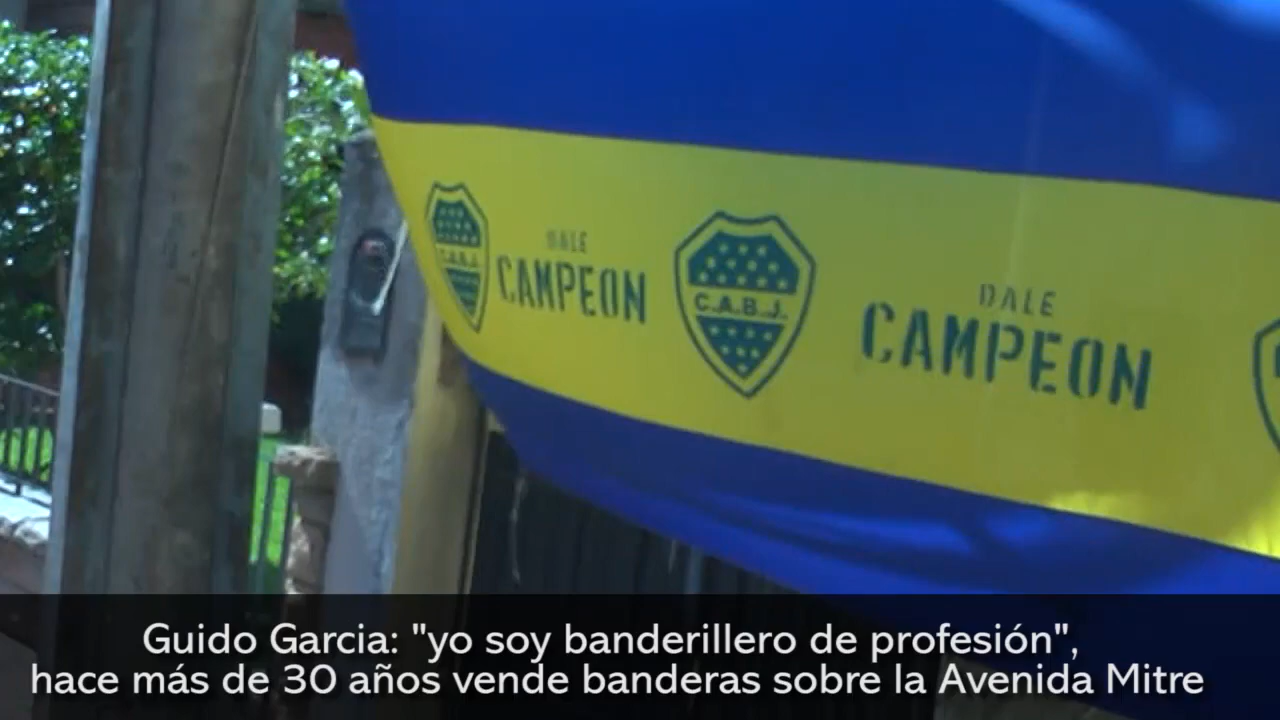 DALE
CAMPEON
C.A.B.J.
DALE
CAMPEON
Guido Garcia: "yo soy banderillero de profesión",
hace más de 30 años vende banderas sobre la Avenida Mitre